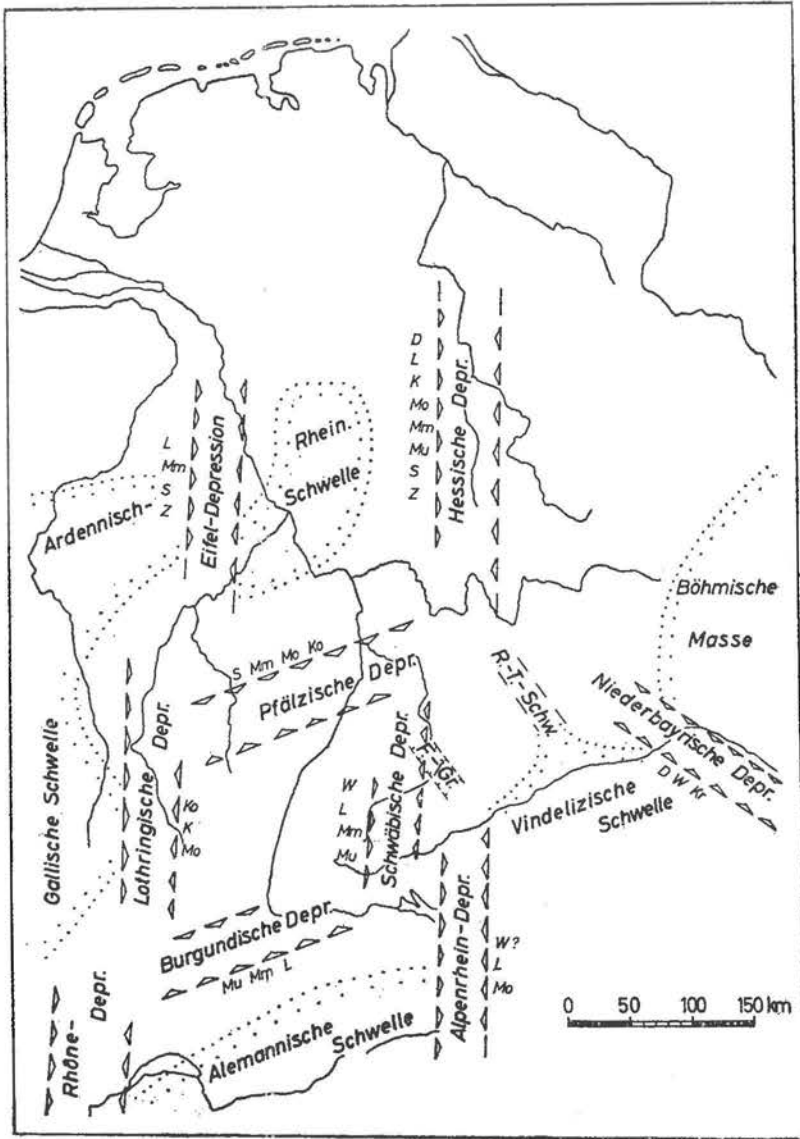 D
L
K
Mo
Mm
Mu
S
Z
Hessische Depr.
L
Mm
S
Z
Eifel-Depression
Rhein.
Schwelle
Ardennisch-
Böhmische
Masse
S Mm Mo Ko
Pfälzische Depr.
R.-T.-Schw.
Niederbayrische Depr.
D W Kr
Gallische Schwelle
Lothringische Depr.
Ko
K
Mo
W
L
Mm
Mu
Schwäbische Depr.
Vindelizische
Schwelle
Burgundische Depr.
Mu Mm L
Alpenrhein-Depr.
W?
L
Mo
Rhône-Depr.
Alemannische Schwelle
0 50 100 150 km